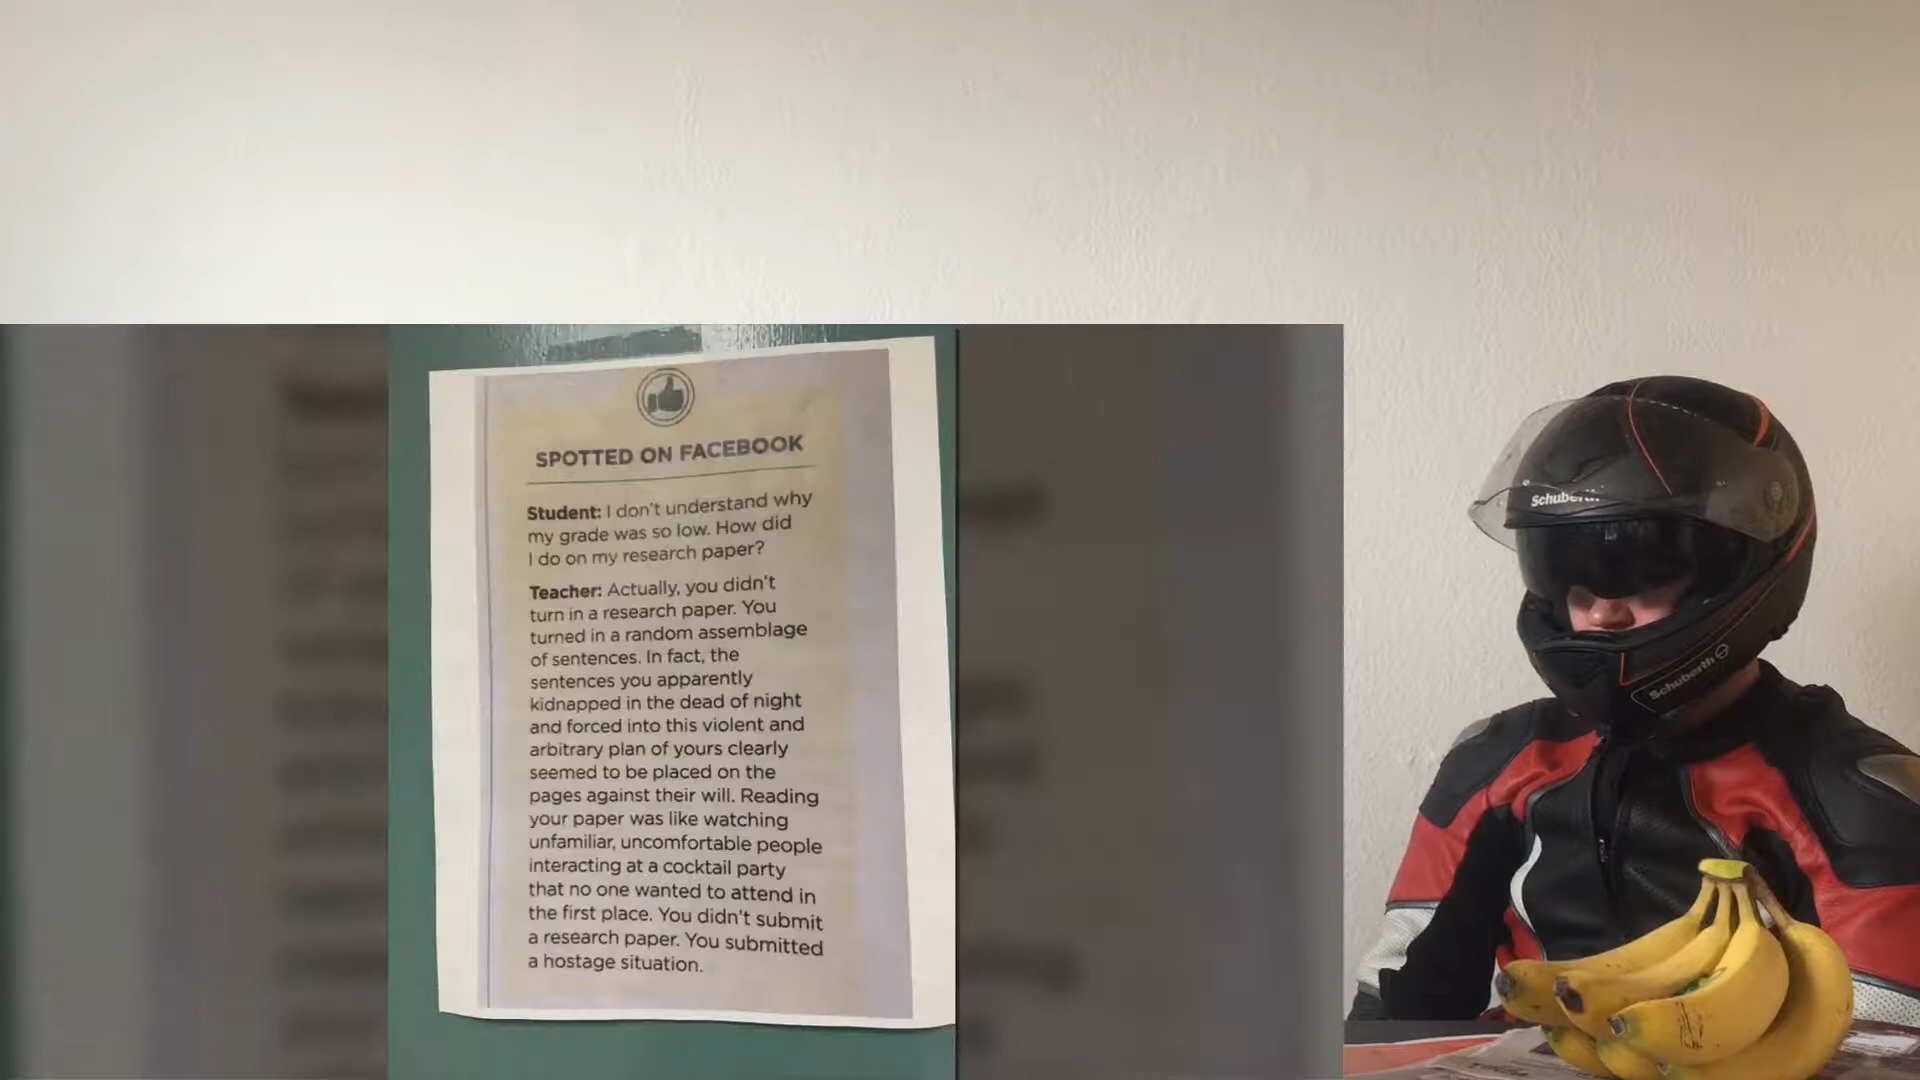 SPOTTED ON FACEBOOK
Student: I don't understand why
my grade was so low. How did
I do on my research paper?
Teacher: Actually, you didn't
turn in a research paper. You
turned in a random assemblage
of sentences. In fact, the
sentences you apparently
kidnapped in the dead of night
and forced into this violent and
arbitrary plan of yours clearly
seemed to be placed on the
pages against their will. Reading
your paper was like watching
unfamiliar, uncomfortable people
interacting at a cocktail party
that no one wanted to attend in
the first place. You didn't submit
a research paper. You submitted
a hostage situation.
Schuberth